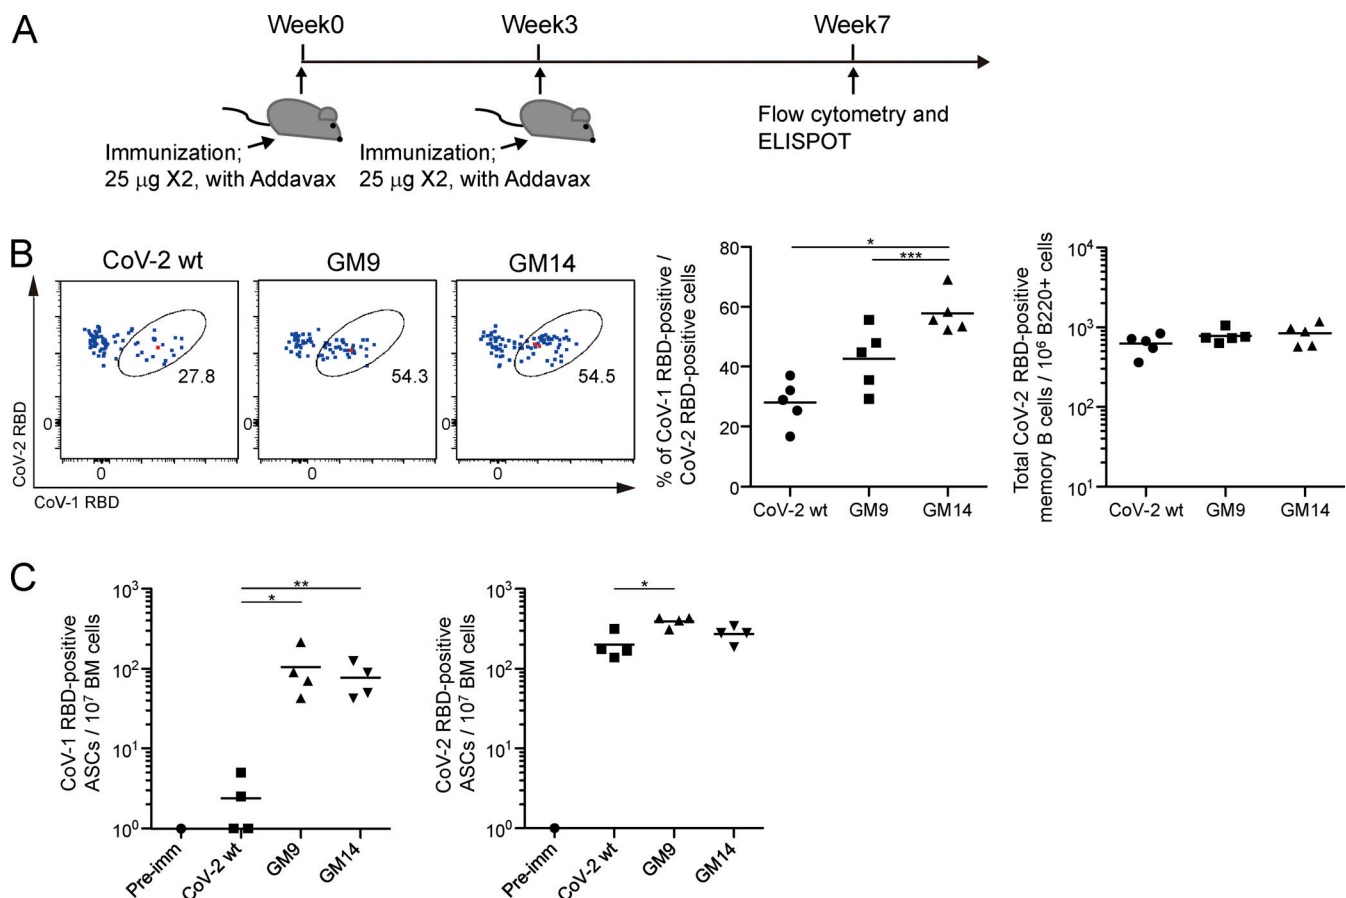 A
Week0
Week3
Week7
Immunization;
25 μg X2, with Addavax
Immunization;
25 μg X2, with Addavax
Flow cytometry and
ELISPOT
B
CoV-2 wt
GM9
GM14
27.8
54.3
54.5
0
0
0
0
CoV-2 RBD
CoV-1 RBD
% of CoV-1 RBD-positive /
CoV-2 RBD-positive cells
80
60
40
20
0
*
***
CoV-2 wt
GM9
GM14
Total CoV-2 RBD-positive
memory B cells / 10⁶ B220+ cells
10⁴
10³
10²
10¹
CoV-2 wt
GM9
GM14
C
CoV-1 RBD-positive
ASCs / 10⁷ BM cells
10³
10²
10¹
10⁰
**
*
Pre-imm
CoV-2 wt
GM9
GM14
CoV-2 RBD-positive
ASCs / 10⁷ BM cells
10³
10²
10¹
10⁰
*
Pre-imm
CoV-2 wt
GM9
GM14